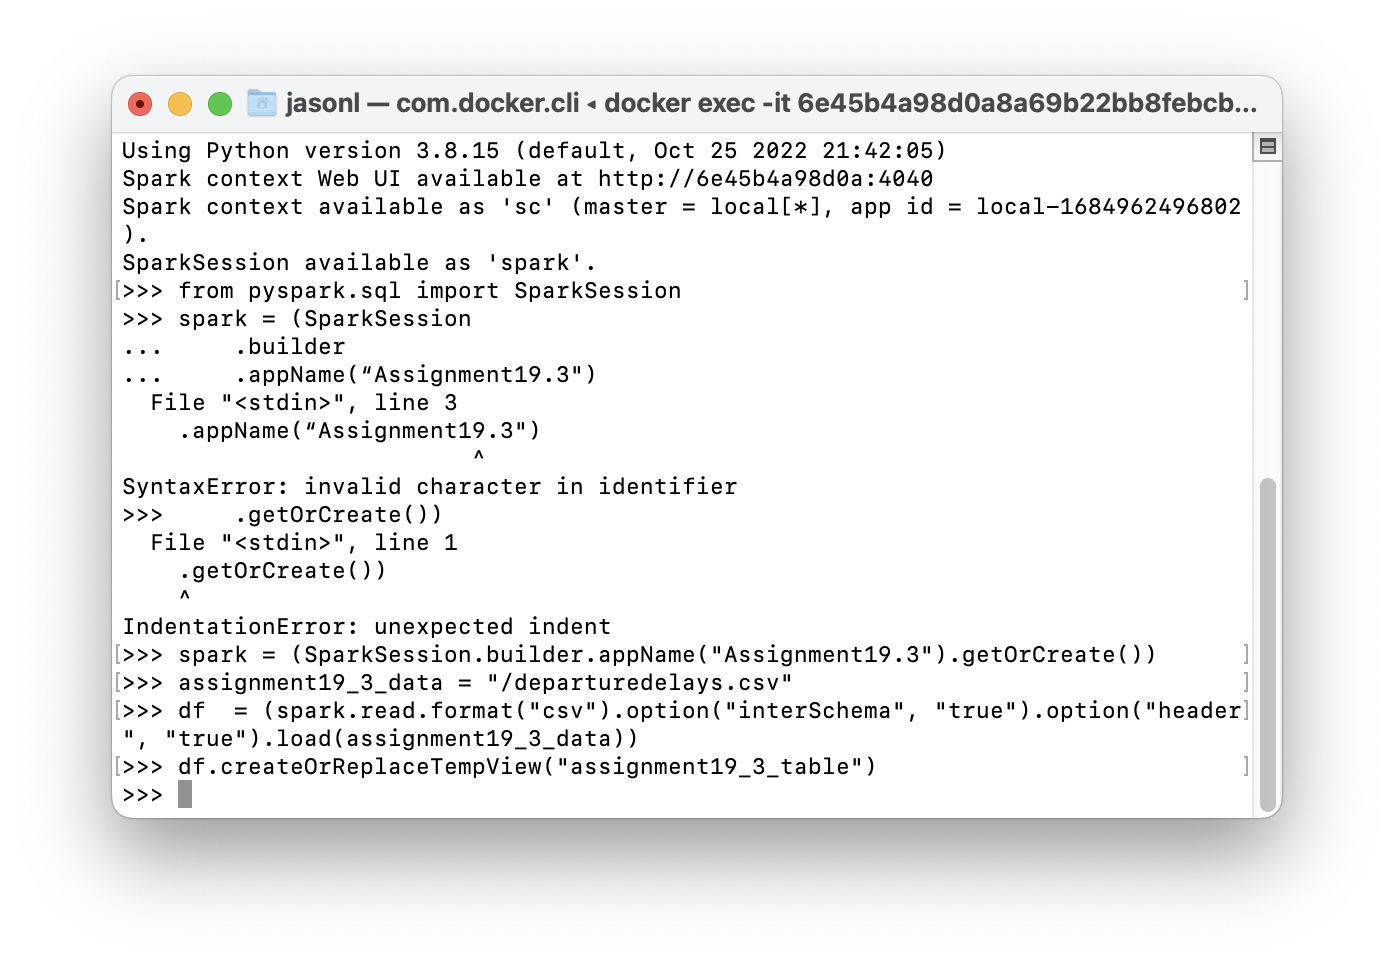 jasonl — com.docker.cli ◂ docker exec -it 6e45b4a98d0a8a69b22bb8febcb...
Using Python version 3.8.15 (default, Oct 25 2022 21:42:05)
Spark context Web UI available at http://6e45b4a98d0a:4040
Spark context available as 'sc' (master = local[*], app id = local-1684962496802
).
SparkSession available as 'spark'.
[>>> from pyspark.sql import SparkSession ]
>>> spark = (SparkSession
...     .builder
...     .appName(“Assignment19.3")
  File "<stdin>", line 3
    .appName(“Assignment19.3")
                         ^
SyntaxError: invalid character in identifier
>>>     .getOrCreate())
  File "<stdin>", line 1
    .getOrCreate())
    ^
IndentationError: unexpected indent
[>>> spark = (SparkSession.builder.appName("Assignment19.3").getOrCreate()) ]
[>>> assignment19_3_data = "/departuredelays.csv" ]
[>>> df  = (spark.read.format("csv").option("interSchema", "true").option("header]
", "true").load(assignment19_3_data))
[>>> df.createOrReplaceTempView("assignment19_3_table") ]
>>>